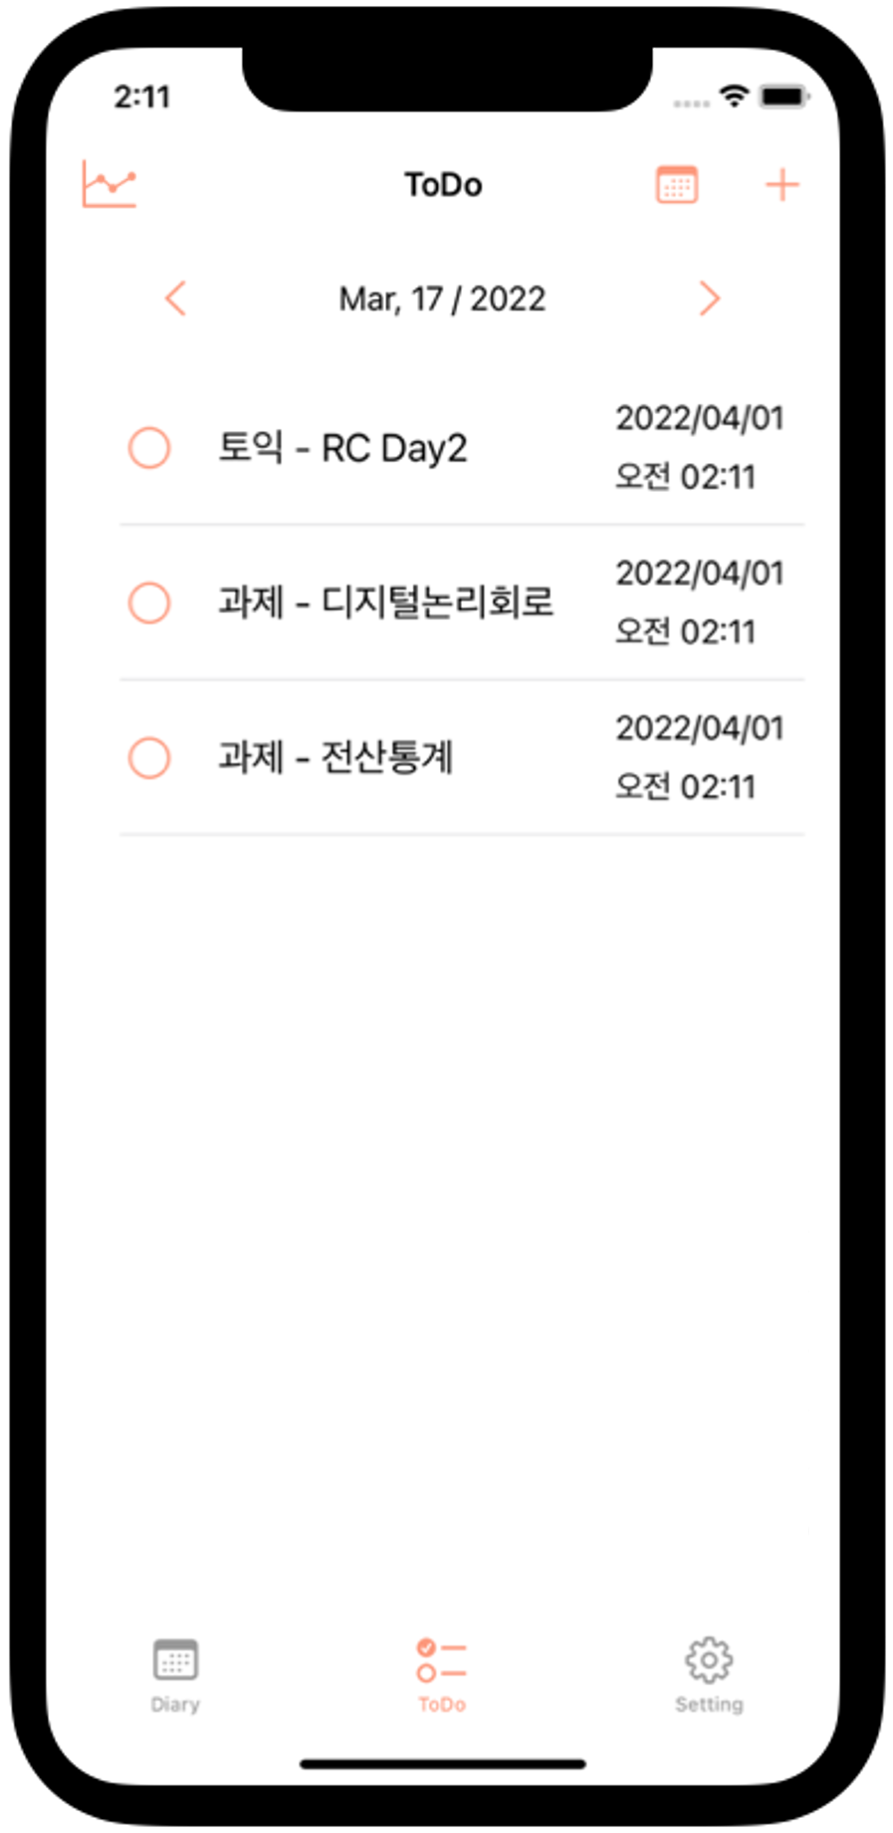 2:11
ToDo
Mar, 17 / 2022
토익 - RC Day2
2022/04/01
오전 02:11
과제 - 디지털논리회로
2022/04/01
오전 02:11
과제 - 전산통계
2022/04/01
오전 02:11
Diary
ToDo
Setting